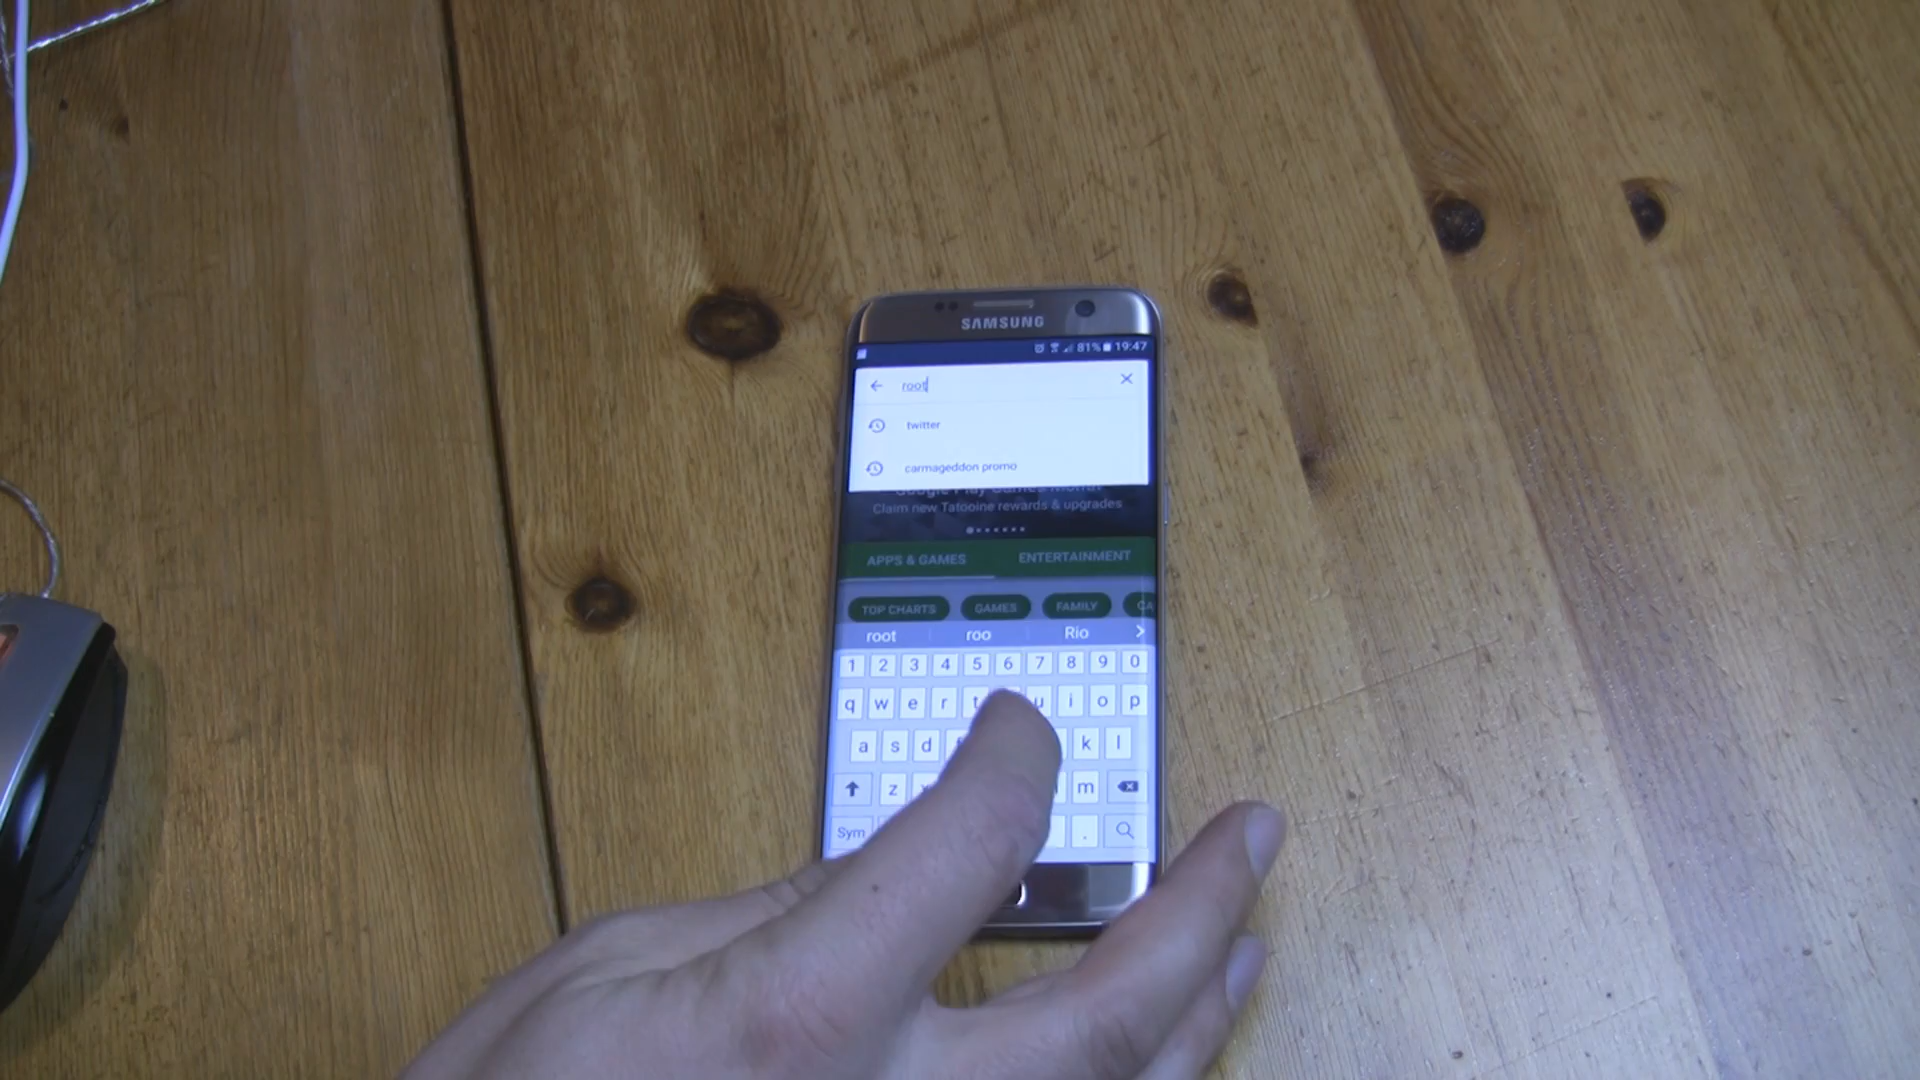 SAMSUNG
81% 19:47
root
twitter
carmageddon promo
Claim new Tatooine rewards & upgrades
APPS & GAMES ENTERTAINMENT
TOP CHARTS GAMES FAMILY CA
root roo Rio
1 2 3 4 5 6 7 8 9 0
q w e r t u i o p
a s d f k l
z m
Sym .